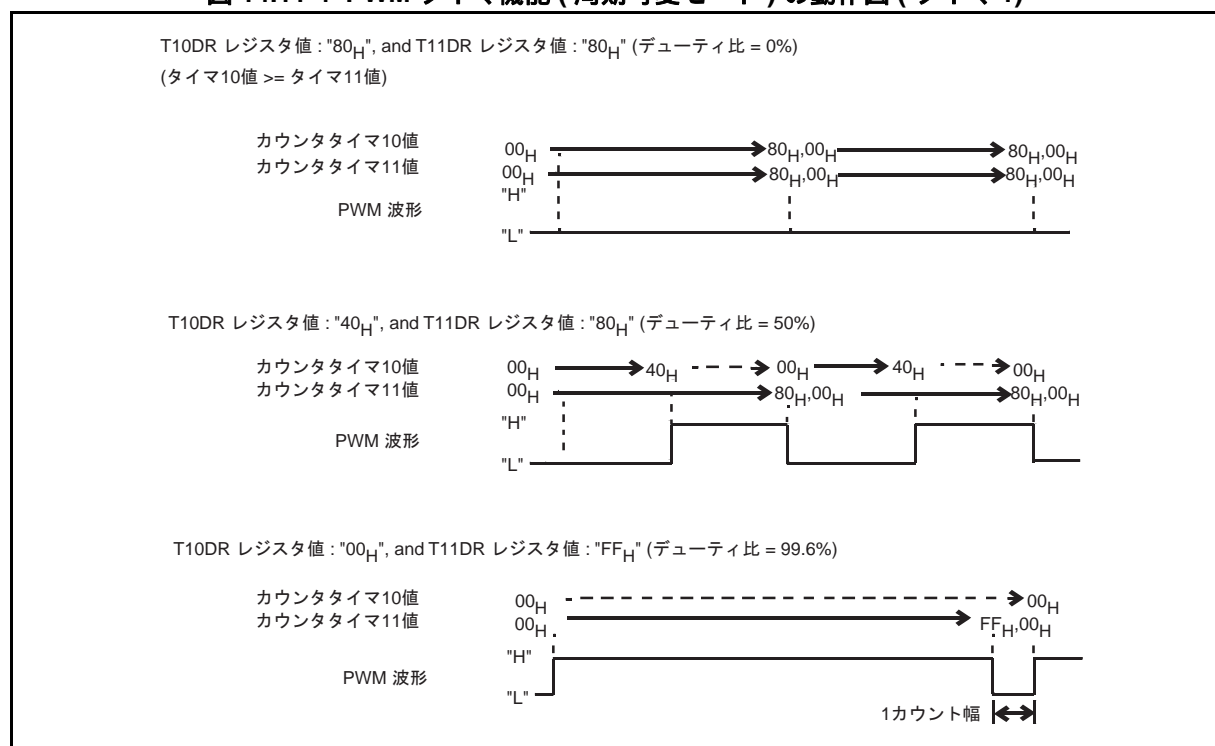 T10DR レジスタ値 : "80H", and T11DR レジスタ値 : "80H" (デューティ比 = 0%)
(タイマ10値 >= タイマ11値)
カウンタタイマ10値 00H 80H,00H 80H,00H
カウンタタイマ11値 00H 80H,00H 80H,00H
"H"
PWM 波形
"L"
T10DR レジスタ値 : "40H", and T11DR レジスタ値 : "80H" (デューティ比 = 50%)
カウンタタイマ10値 00H 40H 00H 40H 00H
カウンタタイマ11値 00H 80H,00H 80H,00H
"H"
PWM 波形
"L"
T10DR レジスタ値 : "00H", and T11DR レジスタ値 : "FFH" (デューティ比 = 99.6%)
カウンタタイマ10値 00H 00H
カウンタタイマ11値 00H FFH,00H
"H"
PWM 波形
"L"
1カウント幅